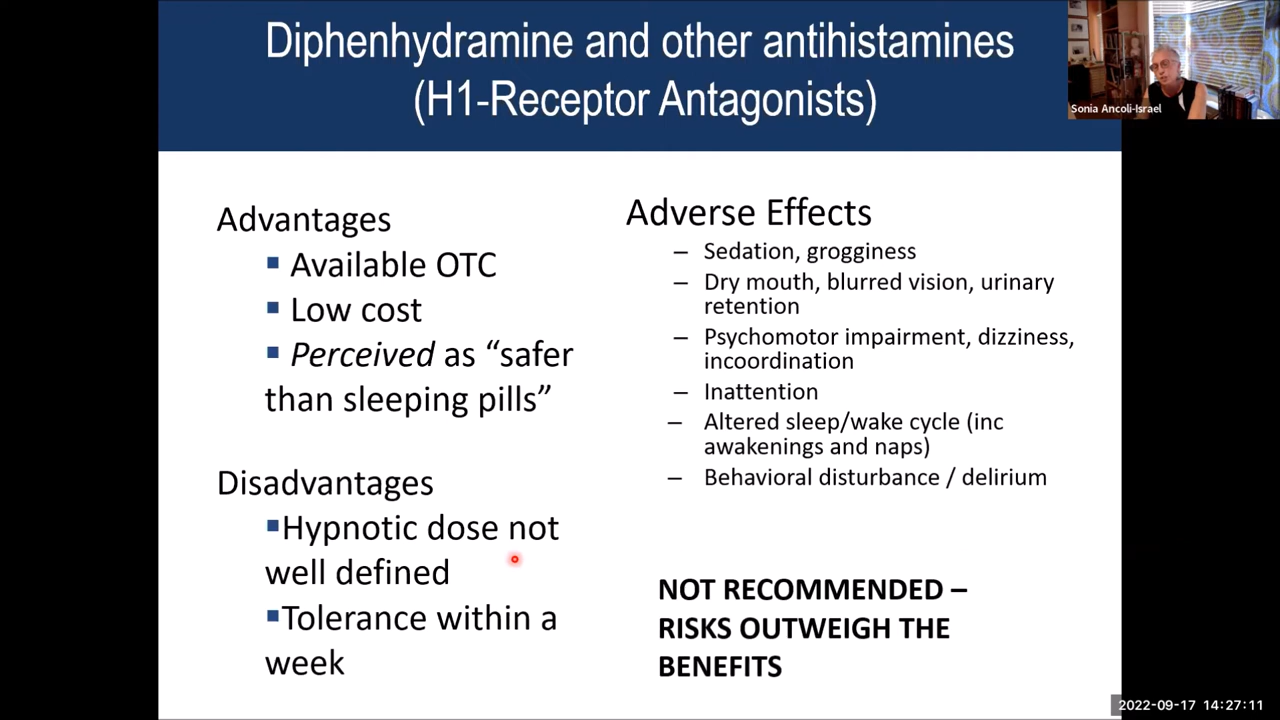 Diphenhydramine and other antihistamines
(H1-Receptor Antagonists)
Sonia Ancoli-Israel
Advantages
▪ Available OTC
▪ Low cost
▪ Perceived as “safer
than sleeping pills”
Disadvantages
▪Hypnotic dose not
well defined
▪Tolerance within a
week
Adverse Effects
– Sedation, grogginess
– Dry mouth, blurred vision, urinary
retention
– Psychomotor impairment, dizziness,
incoordination
– Inattention
– Altered sleep/wake cycle (inc
awakenings and naps)
– Behavioral disturbance / delirium
NOT RECOMMENDED –
RISKS OUTWEIGH THE
BENEFITS
2022-09-17 14:27:11